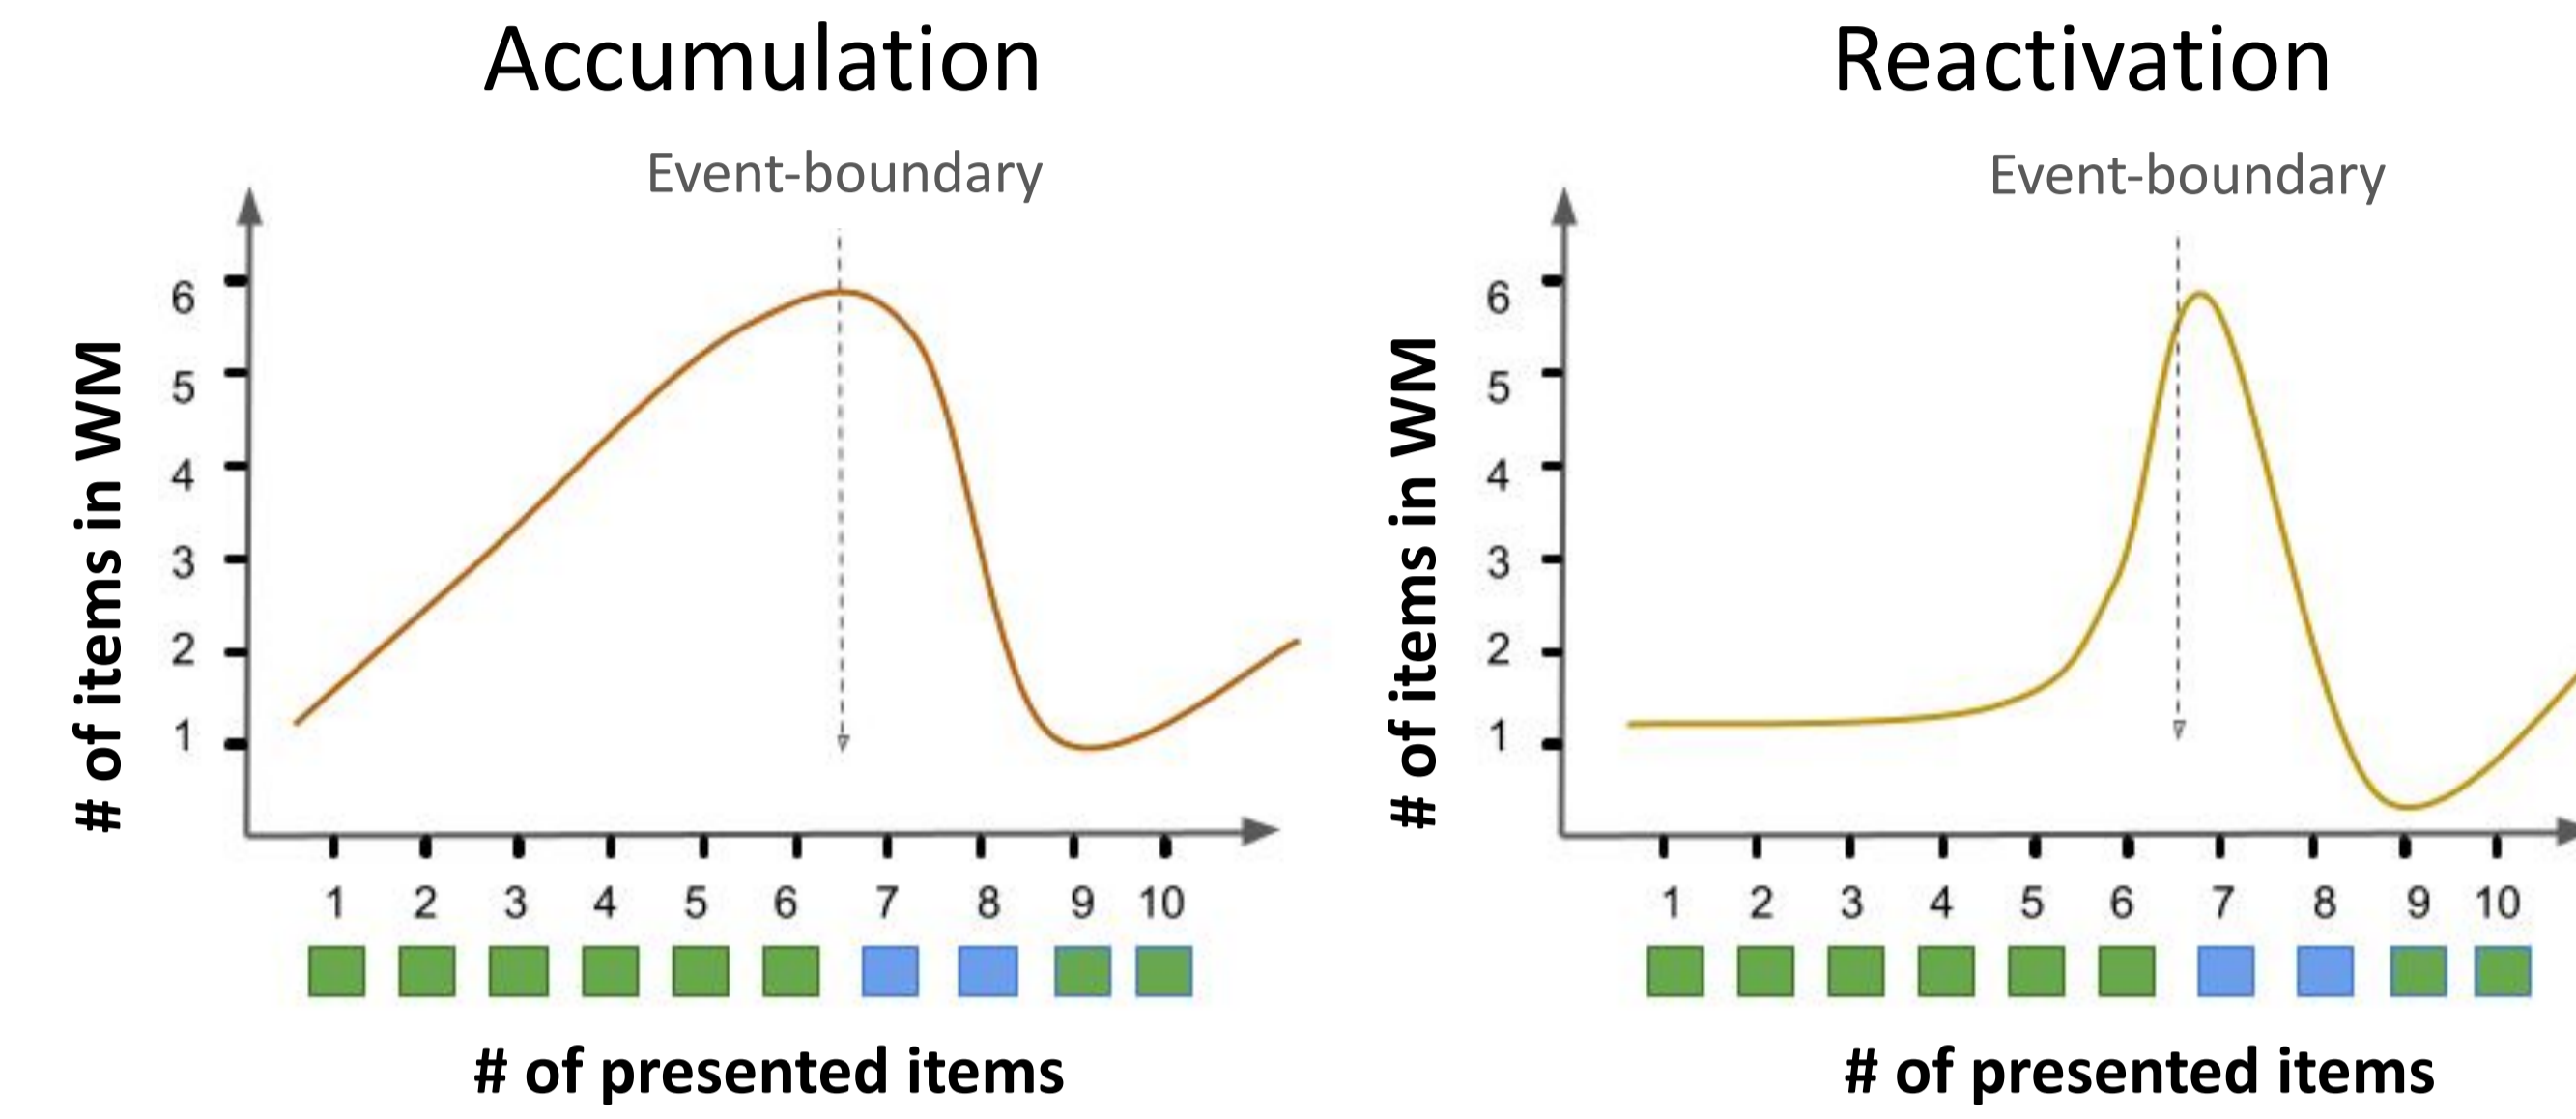 Accumulation
Event-boundary
# of items in WM
6
5
4
3
2
1
1 2 3 4 5 6 7 8 9 10
# of presented items
Reactivation
Event-boundary
# of items in WM
6
5
4
3
2
1
1 2 3 4 5 6 7 8 9 10
# of presented items